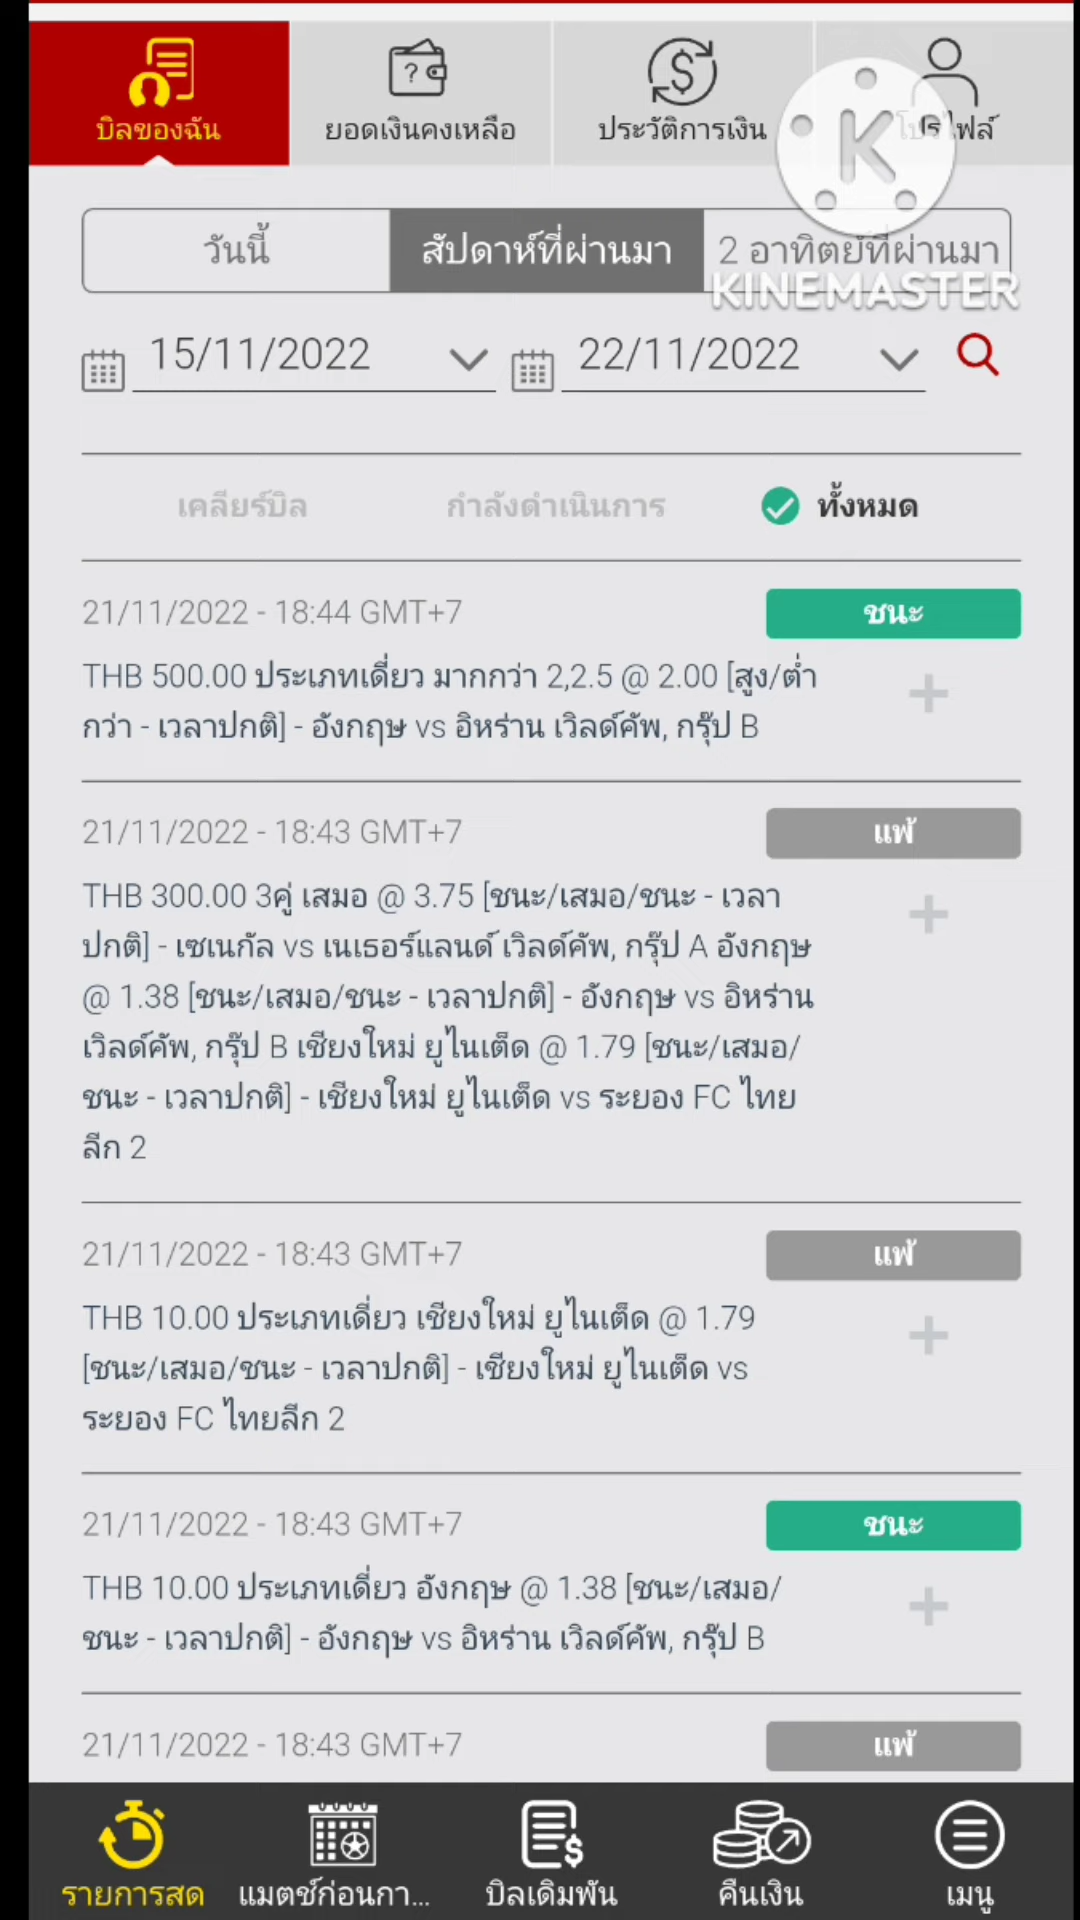 บิลของฉัน
ยอดเงินคงเหลือ
ประวัติการเงิน
โปรไฟล์
K
วันนี้
สัปดาห์ที่ผ่านมา
2 อาทิตย์ที่ผ่านมา
KINEMASTER
15/11/2022
22/11/2022
เคลียร์บิล
กำลังดำเนินการ
ทั้งหมด
21/11/2022 - 18:44 GMT+7
ชนะ
THB 500.00 ประเภทเดี่ยว มากกว่า 2,2.5 @ 2.00 [สูง/ต่ำ
กว่า - เวลาปกติ] - อังกฤษ vs อิหร่าน เวิลด์คัพ, กรุ๊ป B
21/11/2022 - 18:43 GMT+7
แพ้
THB 300.00 3คู่ เสมอ @ 3.75 [ชนะ/เสมอ/ชนะ - เวลา
ปกติ] - เซเนกัล vs เนเธอร์แลนด์ เวิลด์คัพ, กรุ๊ป A อังกฤษ
@ 1.38 [ชนะ/เสมอ/ชนะ - เวลาปกติ] - อังกฤษ vs อิหร่าน
เวิลด์คัพ, กรุ๊ป B เชียงใหม่ ยูไนเต็ด @ 1.79 [ชนะ/เสมอ/
ชนะ - เวลาปกติ] - เชียงใหม่ ยูไนเต็ด vs ระยอง FC ไทย
ลีก 2
21/11/2022 - 18:43 GMT+7
แพ้
THB 10.00 ประเภทเดี่ยว เชียงใหม่ ยูไนเต็ด @ 1.79
[ชนะ/เสมอ/ชนะ - เวลาปกติ] - เชียงใหม่ ยูไนเต็ด vs
ระยอง FC ไทยลีก 2
21/11/2022 - 18:43 GMT+7
ชนะ
THB 10.00 ประเภทเดี่ยว อังกฤษ @ 1.38 [ชนะ/เสมอ/
ชนะ - เวลาปกติ] - อังกฤษ vs อิหร่าน เวิลด์คัพ, กรุ๊ป B
21/11/2022 - 18:43 GMT+7
แพ้
รายการสด
แมตช์ก่อนกา...
บิลเดิมพัน
คืนเงิน
เมนู